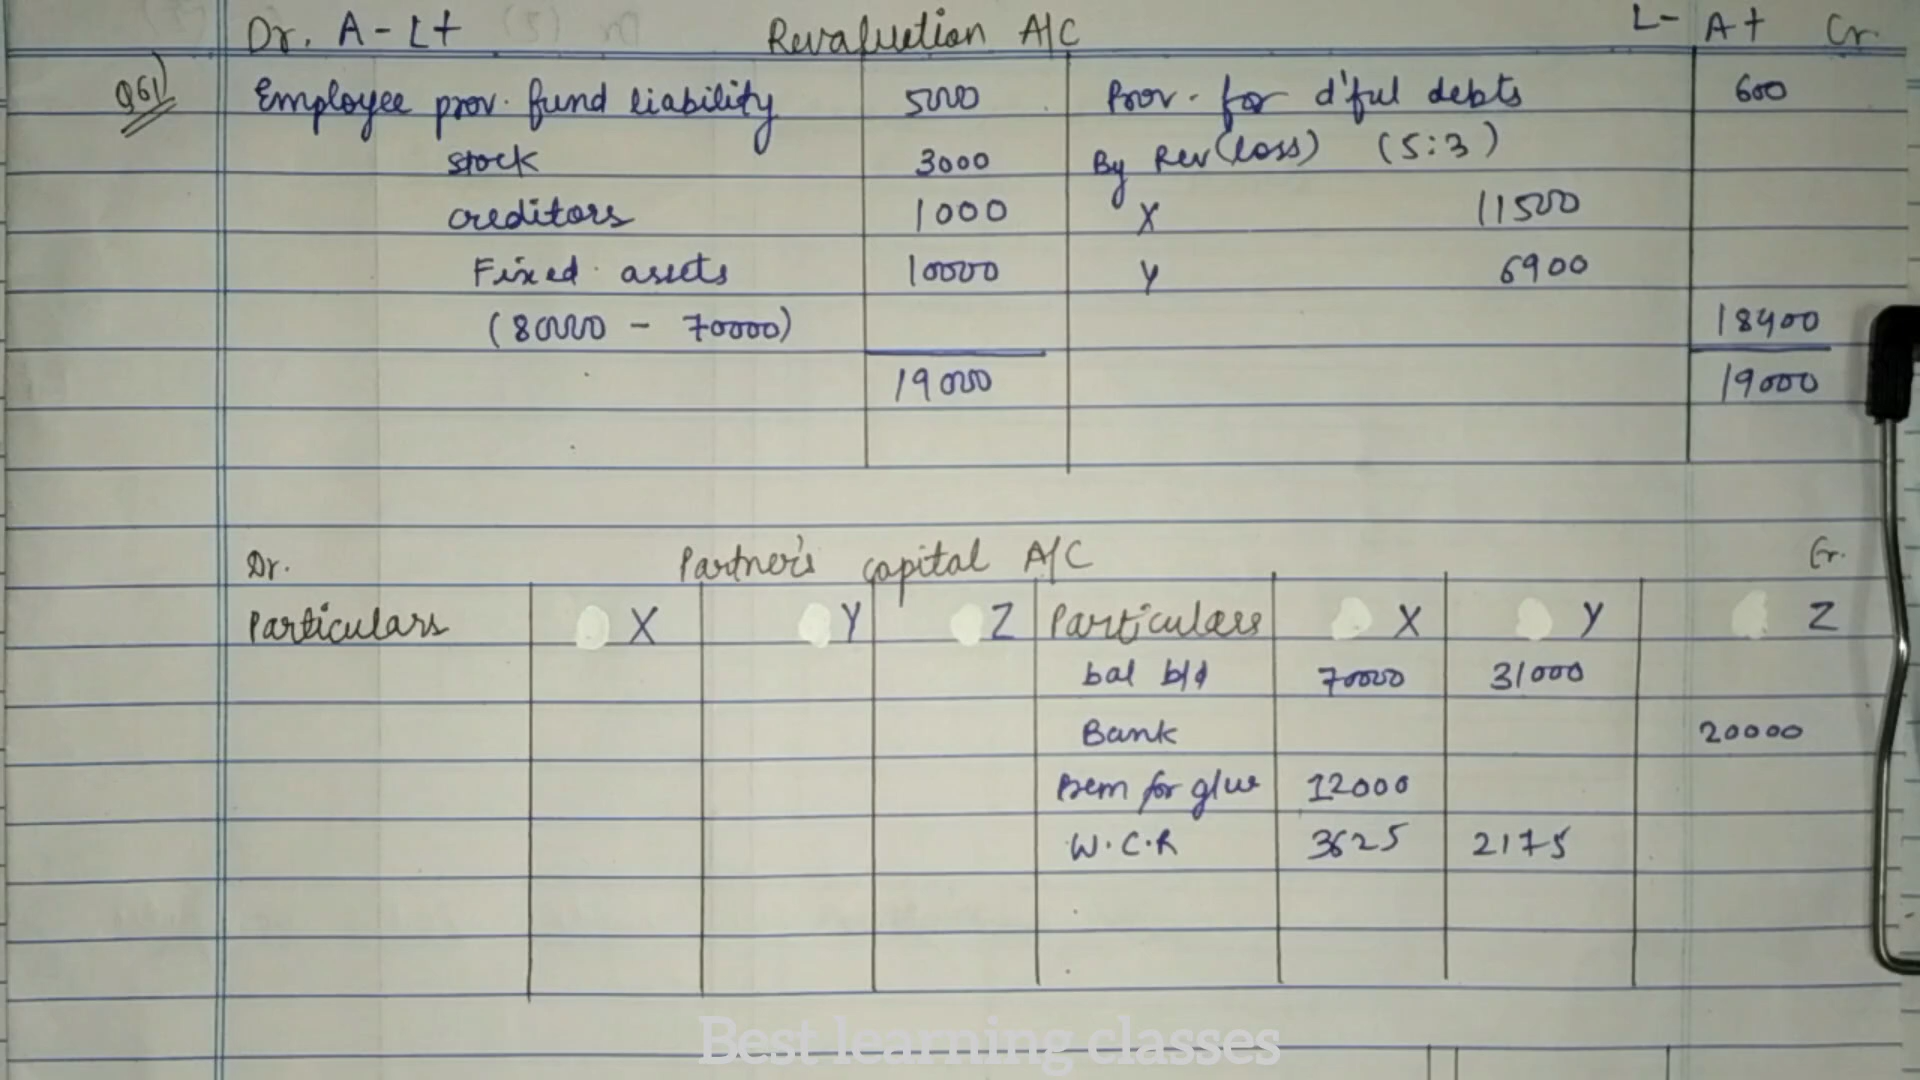 Dr. A- L+ Revaluation A/C L- A+ Cr.
Q61) Employee prov. fund liability 5000 Prov. for d'ful debts 600
stock 3000 By Rev (loss) (5:3)
creditors 1000 X 11500
Fixed assets 10000 Y 6900
(80000 - 70000) 18400
19000 19000
Dr. Partner's capital A/C Cr.
Particulars X Y Z Particulars X Y Z
bal b/d 70000 31000
Bank 20000
Prem for g/w 12000
W.C.R 3625 2175
Best learning classes